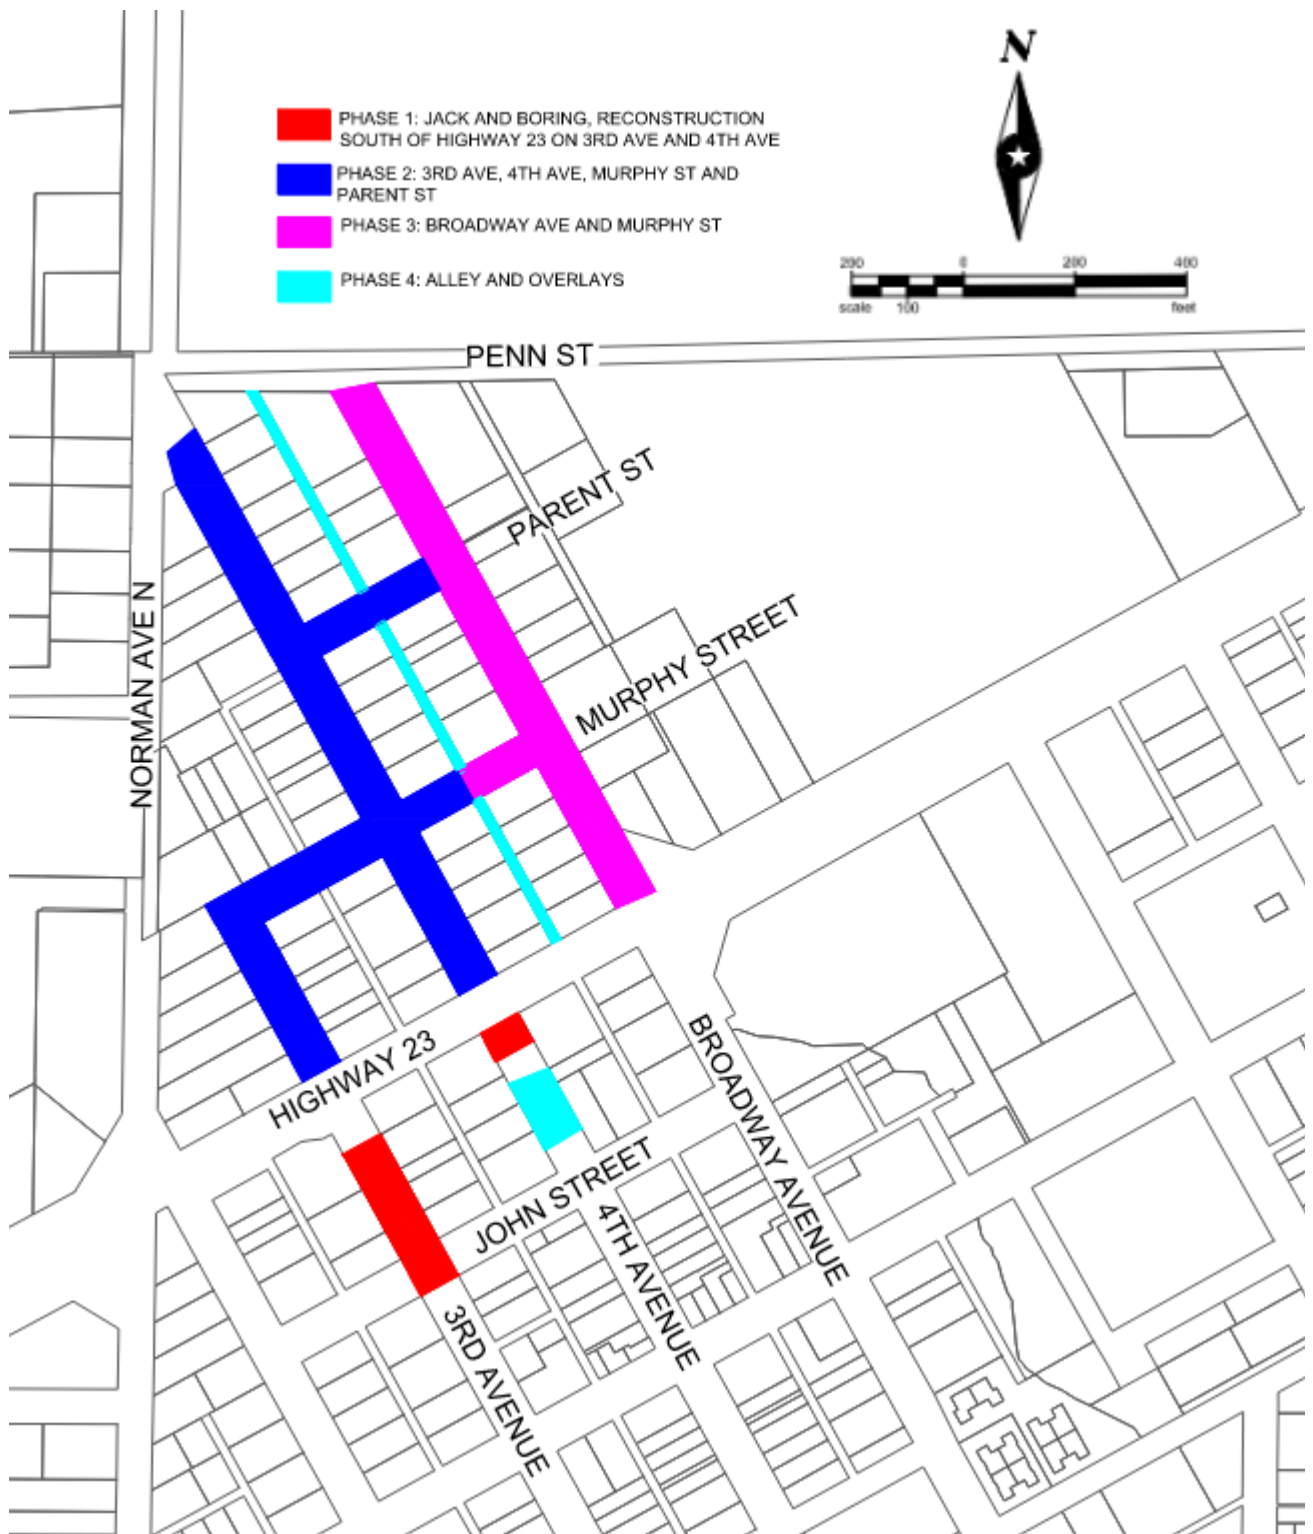 N
PHASE 1: JACK AND BORING, RECONSTRUCTION
SOUTH OF HIGHWAY 23 ON 3RD AVE AND 4TH AVE
PHASE 2: 3RD AVE, 4TH AVE, MURPHY ST AND
PARENT ST
PHASE 3: BROADWAY AVE AND MURPHY ST
PHASE 4: ALLEY AND OVERLAYS
200 0 200 400
scale 100 feet
PENN ST
PARENT ST
MURPHY STREET
NORMAN AVE N
HIGHWAY 23
BROADWAY AVENUE
JOHN STREET
4TH AVENUE
3RD AVENUE